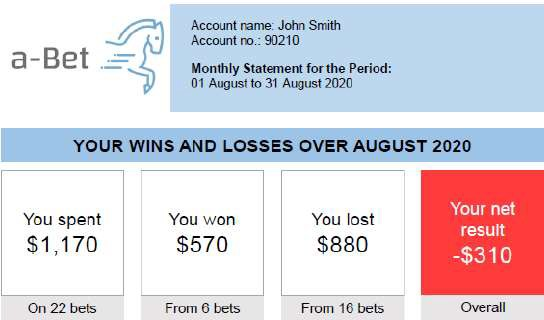 a-Bet
Account name: John Smith
Account no.: 90210
Monthly Statement for the Period:
01 August to 31 August 2020
YOUR WINS AND LOSSES OVER AUGUST 2020
You spent
$1,170
On 22 bets
You won
$570
From 6 bets
You lost
$880
From 16 bets
Your net
result
-$310
Overall